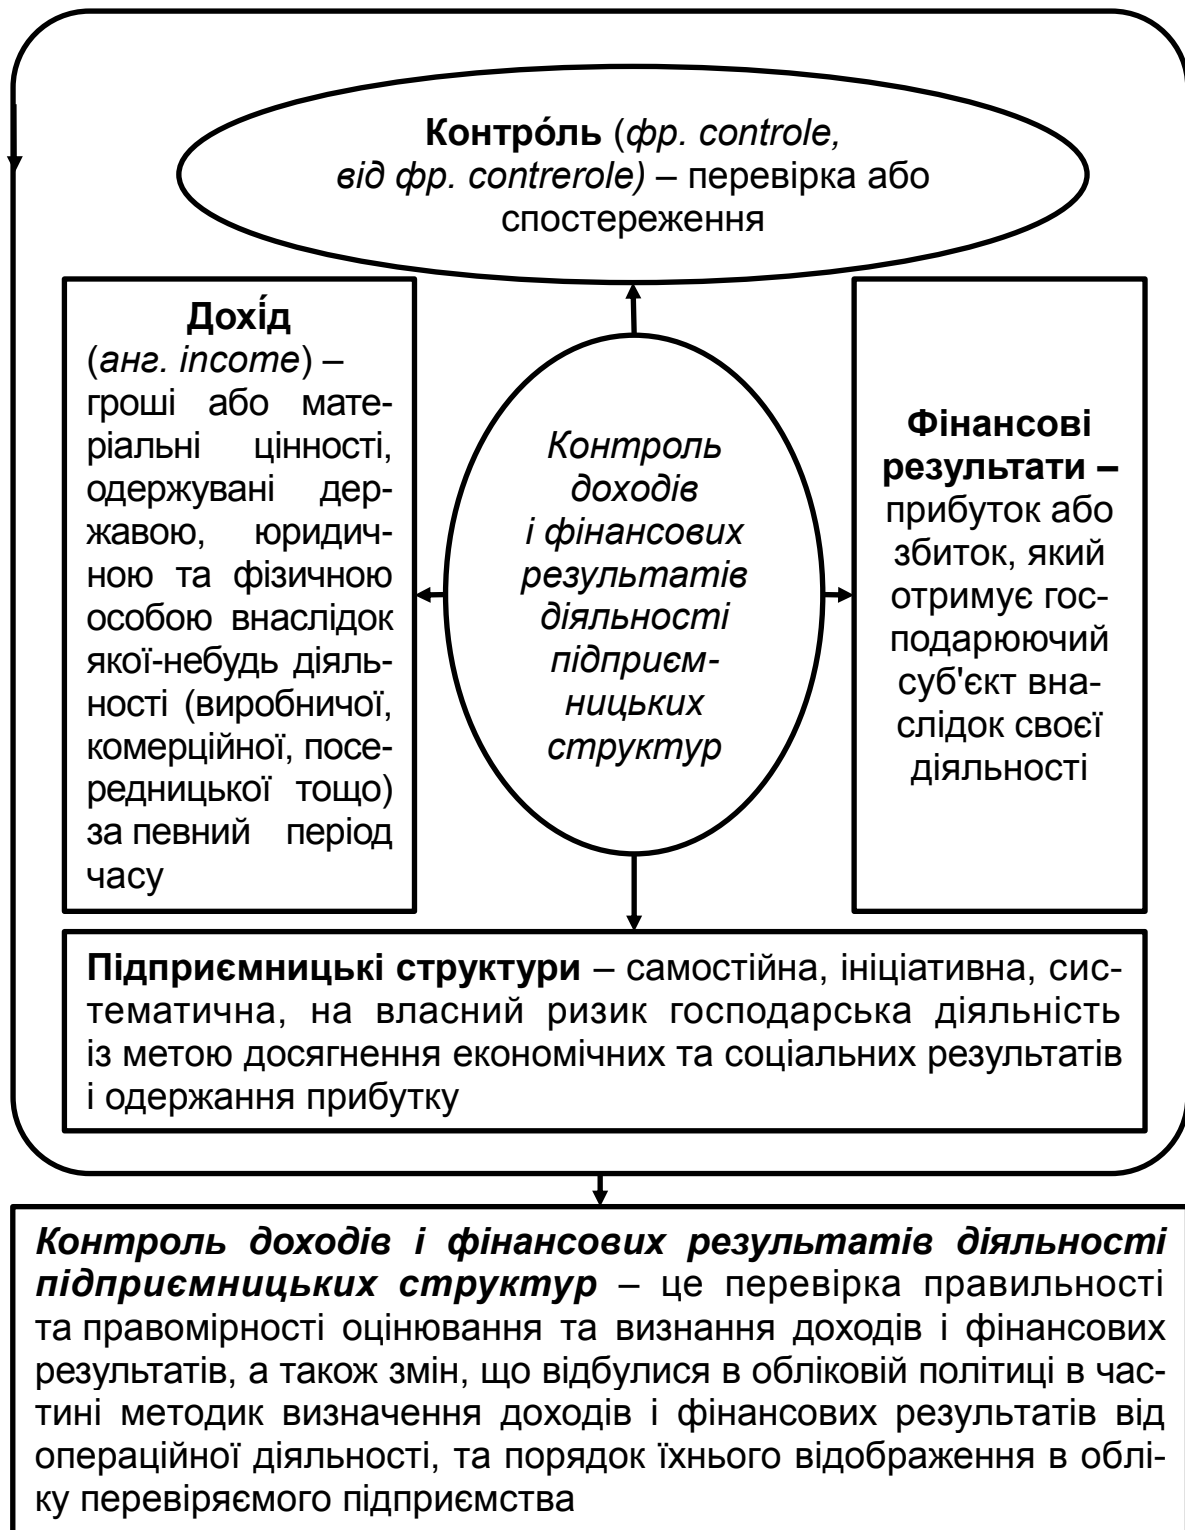 Контро́ль (фр. controle,
від фр. contrerole) – перевірка або
спостереження
Дохі́д
(анг. income) –
гроші або мате-
ріальні цінності,
одержувані дер-
жавою, юридич-
ною та фізичною
особою внаслідок
якої-небудь діяль-
ності (виробничої,
комерційної, посе-
редницької тощо)
за певний період
часу
Контроль
доходів
і фінансових
результатів
діяльності
підприєм-
ницьких
структур
Фінансові
результати –
прибуток або
збиток, який
отримує гос-
подарюючий
суб'єкт вна-
слідок своєї
діяльності
Підприємницькі структури – самостійна, ініціативна, сис-
тематична, на власний ризик господарська діяльність
із метою досягнення економічних та соціальних результатів
і одержання прибутку
Контроль доходів і фінансових результатів діяльності
підприємницьких структур – це перевірка правильності
та правомірності оцінювання та визнання доходів і фінансових
результатів, а також змін, що відбулися в обліковій політиці в час-
тині методик визначення доходів і фінансових результатів від
операційної діяльності, та порядок їхнього відображення в облі-
ку перевіряємого підприємства